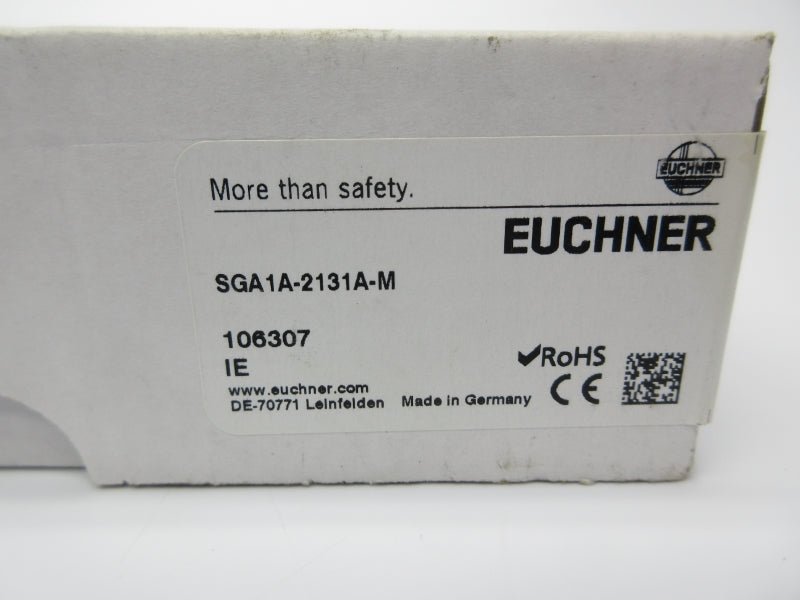 More than safety.
EUCHNER
EUCHNER
SGA1A-2131A-M
106307
IE
✔RoHS
www.euchner.com
CE
DE-70771 Leinfelden Made in Germany